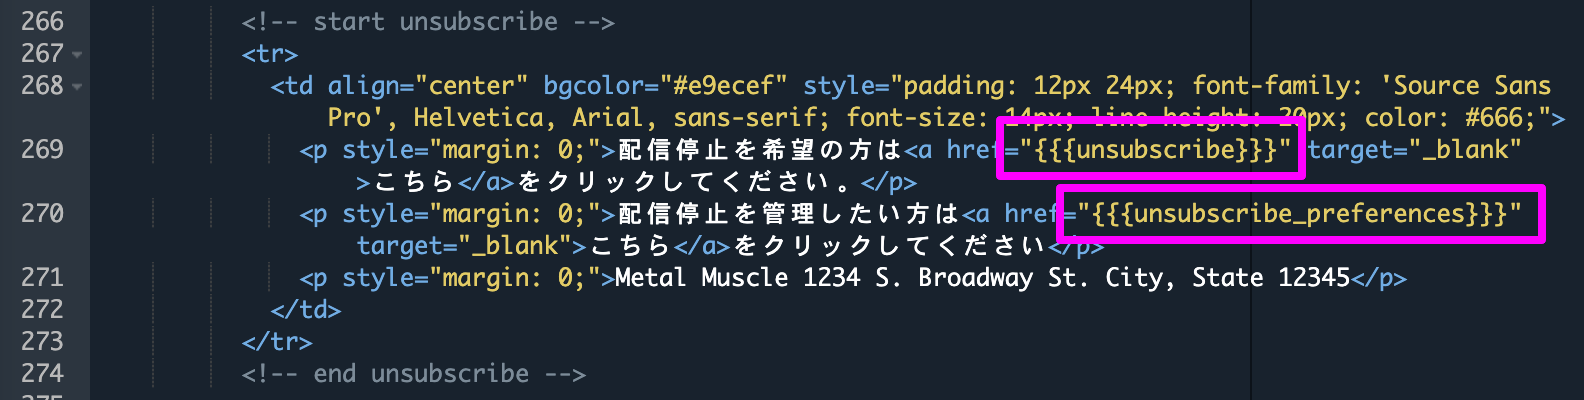 266 <!-- start unsubscribe -->
267 <tr>
268 <td align="center" bgcolor="#e9ecef" style="padding: 12px 24px; font-family: 'Source Sans
Pro', Helvetica, Arial, sans-serif; font-size: 14px; line-height: 20px; color: #666;">
269 <p style="margin: 0;">配信停止を希望の方は<a href="{{{unsubscribe}}}" target="_blank"
>こちら</a>をクリックしてください。</p>
270 <p style="margin: 0;">配信停止を管理したい方は<a href="{{{unsubscribe_preferences}}}"
target="_blank">こちら</a>をクリックしてください</p>
271 <p style="margin: 0;">Metal Muscle 1234 S. Broadway St. City, State 12345</p>
272 </td>
273 </tr>
274 <!-- end unsubscribe -->